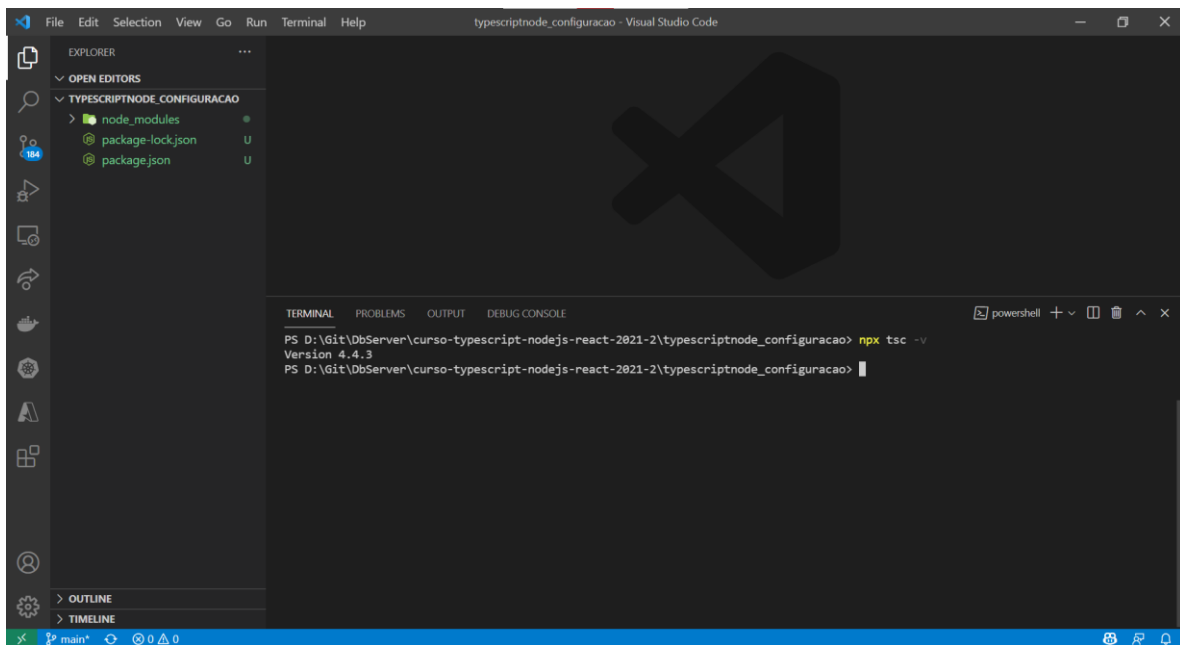 File Edit Selection View Go Run Terminal Help
typescriptnode_configuracao - Visual Studio Code
EXPLORER
OPEN EDITORS
TYPESCRIPTNODE_CONFIGURACAO
node_modules
package-lock.json U
package.json U
184
OUTLINE
TIMELINE
TERMINAL PROBLEMS OUTPUT DEBUG CONSOLE
powershell
PS D:\Git\DbServer\curso-typescript-nodejs-react-2021-2\typescriptnode_configuracao> npx tsc -v
Version 4.4.3
PS D:\Git\DbServer\curso-typescript-nodejs-react-2021-2\typescriptnode_configuracao>
main* 0 0